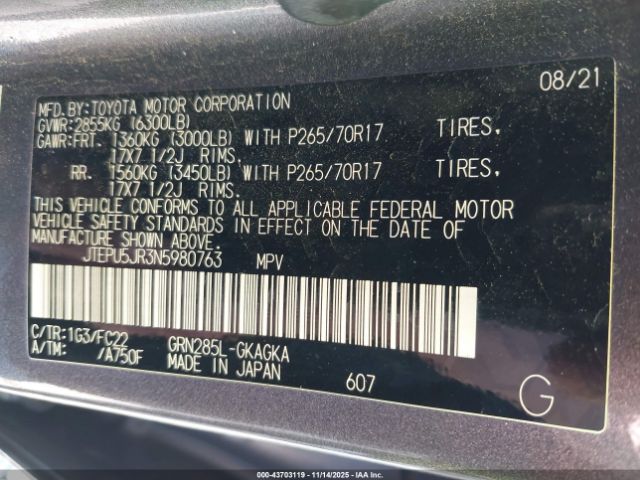 08/21
MFD.BY:TOYOTA MOTOR CORPORATION
GVWR:2855KG (6300LB)
GAWR:FRT. 1360KG (3000LB) WITH P265/70R17 TIRES,
17X7 1/2J RIMS.
RR. 1560KG (3450LB) WITH P265/70R17 TIRES,
17X7 1/2J RIMS.
THIS VEHICLE CONFORMS TO ALL APPLICABLE FEDERAL MOTOR
VEHICLE SAFETY STANDARDS IN EFFECT ON THE DATE OF
MANUFACTURE SHOWN ABOVE.
JTEPU5JR3N5980763 MPV
C/TR:1G3/FC22 GRN285L-GKAGKA
A/TM: /A750F MADE IN JAPAN
607 G
000-43703119 | 11/14/2025 - IAAI.COM